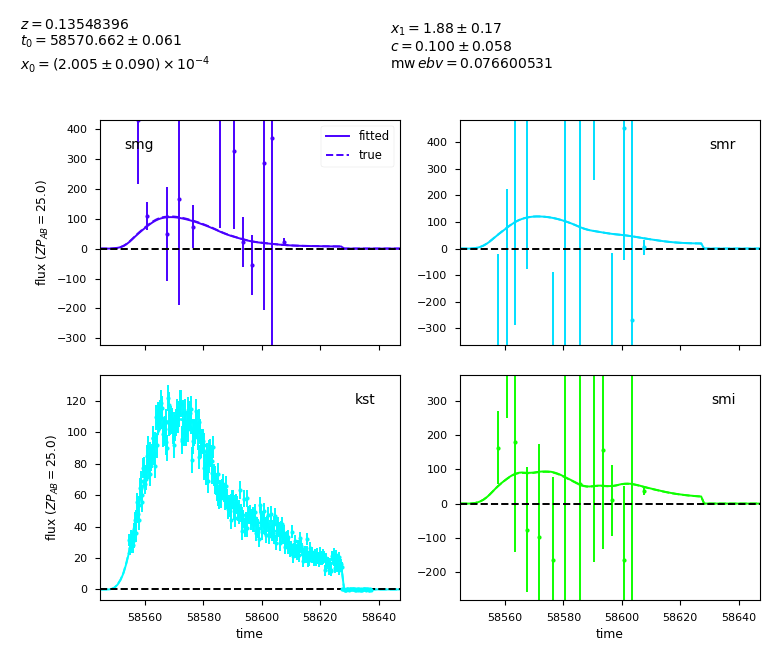 z = 0.13548396
t₀ = 58570.662 ± 0.061
x₀ = (2.005 ± 0.090) × 10⁻⁴
x₁ = 1.88 ± 0.17
c = 0.100 ± 0.058
mw ebv = 0.076600531
smg
fitted
true
400
300
200
100
0
−100
−200
−300
flux (ZP_AB = 25.0)
smr
400
300
200
100
0
−100
−200
−300
kst
120
100
80
60
40
20
0
flux (ZP_AB = 25.0)
58560
58580
58600
58620
58640
time
smi
300
200
100
0
−100
−200
58560
58580
58600
58620
58640
time